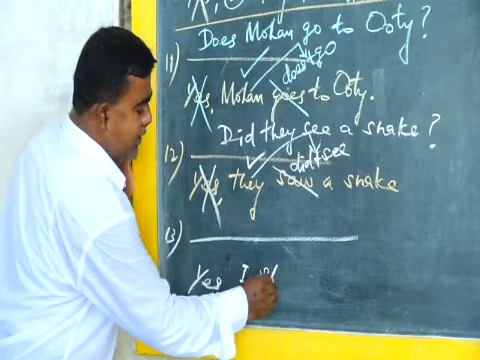 Does Mohan go to Ooty?
11)
does+go
Yes, Mohan goes to Ooty.
Did they see a snake?
12)
did+see
Yes, they saw a snake
13)
Yes I